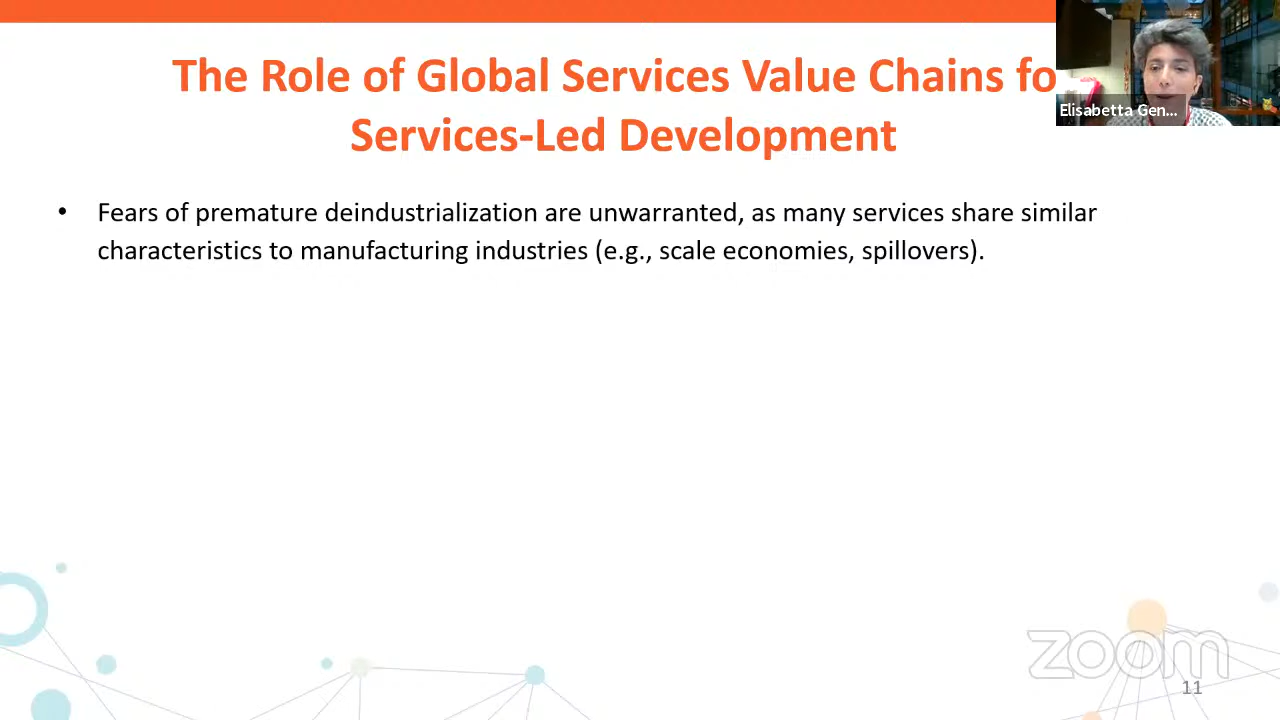 The Role of Global Services Value Chains fo
Services-Led Development
Elisabetta Gen...
• Fears of premature deindustrialization are unwarranted, as many services share similar
characteristics to manufacturing industries (e.g., scale economies, spillovers).
zoom
11